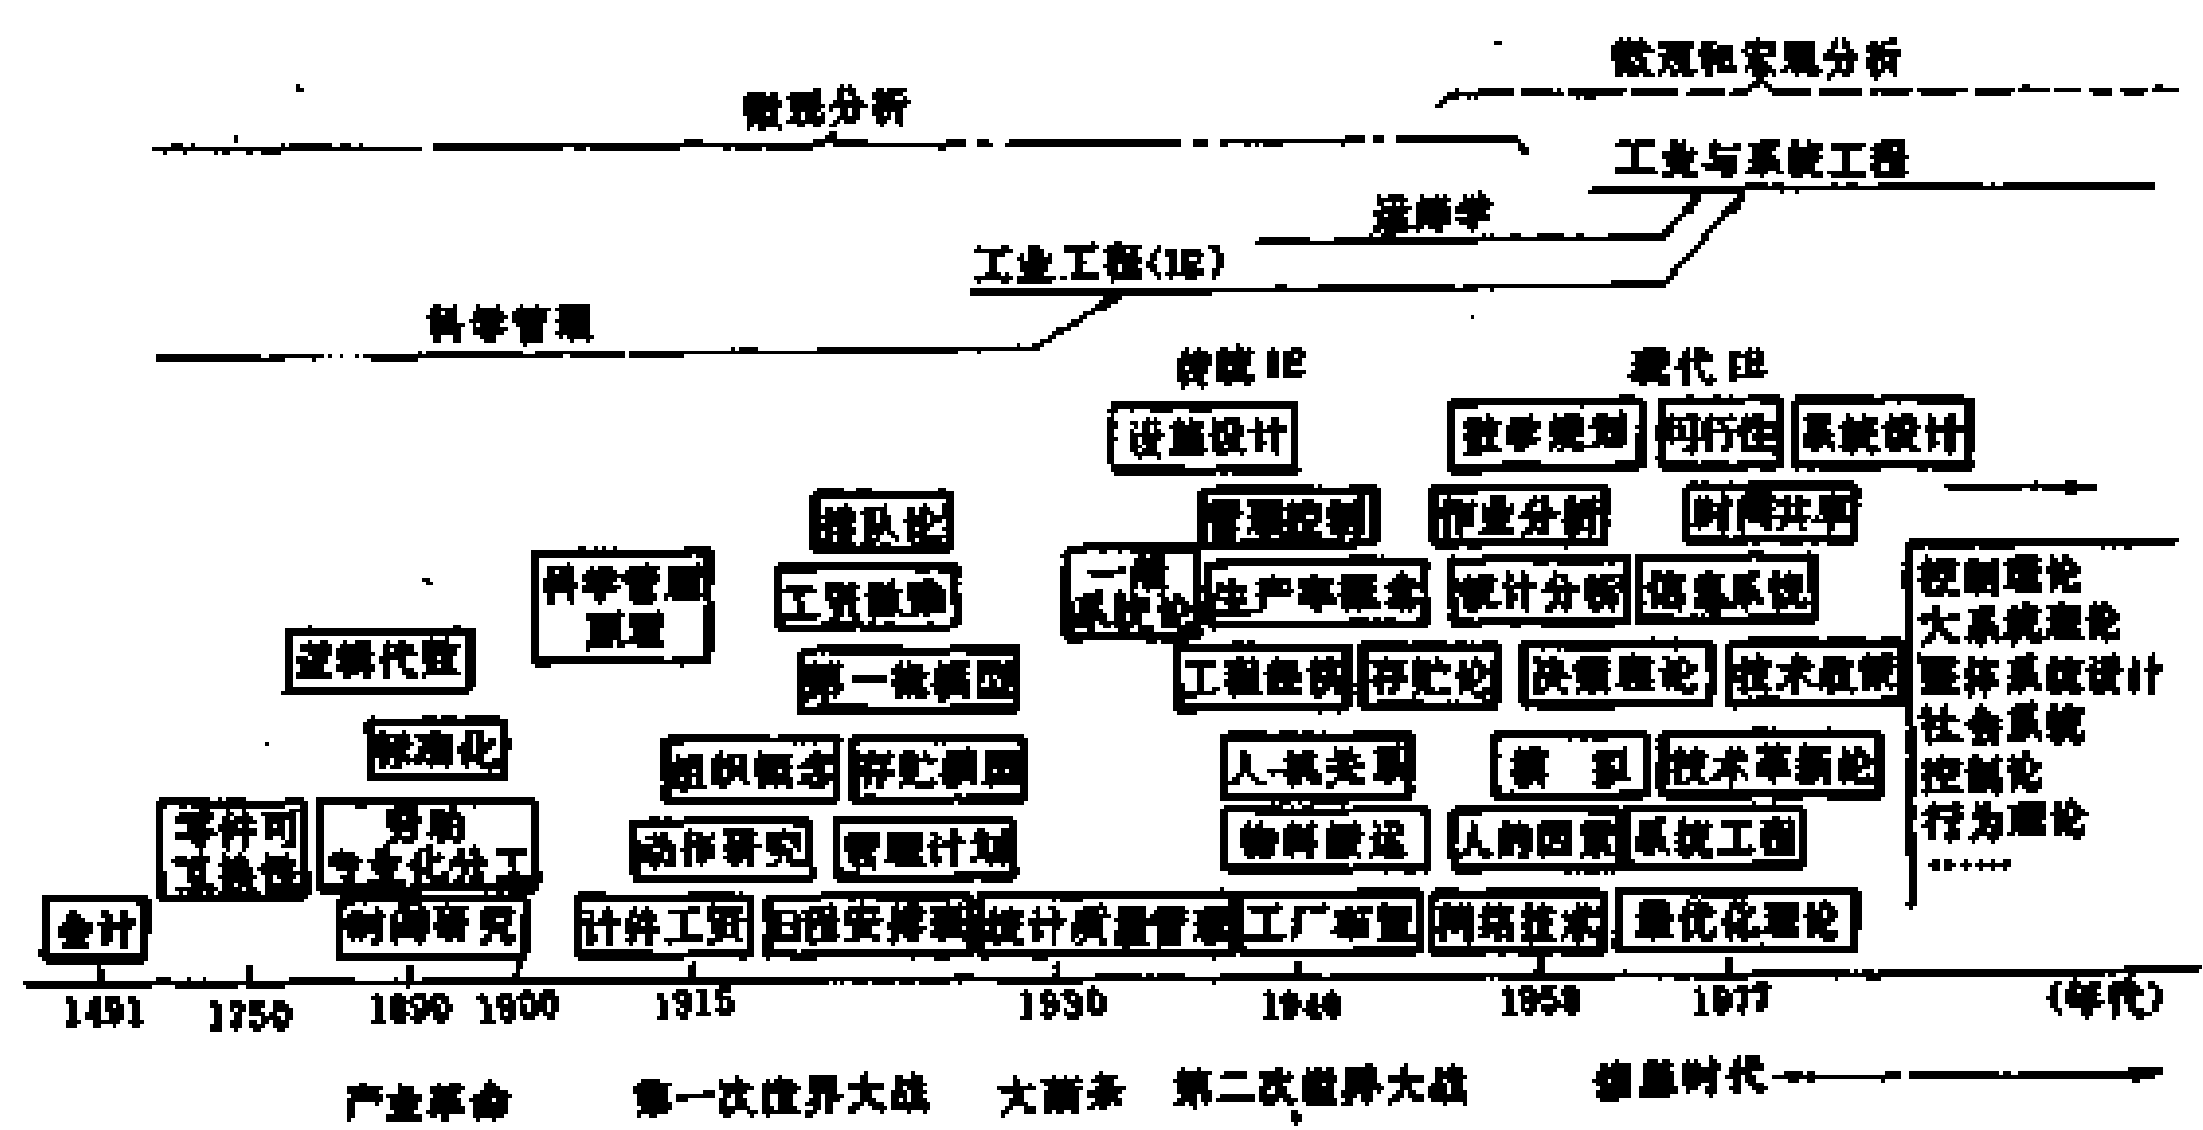 微观和宏观分析
微观分析
工业与系统工程
运筹学
工业工程(IE)
科学管理
传统IE
现代IE
设施设计
数学规划
可行性
系统设计
排队论
管理控制
作业分析
时间共享
科学管理
原理
工资激励
一般
系统论
生产率概念
统计分析
信息系统
控制理论
大系统理论
整体系统设计
社会系统
控制论
行为理论
……
逻辑代数
第一批模型
工程经济
存贮论
决策理论
技术
标准化
组织概念
存贮模型
人-机关系
模 拟
技术革新论
零件可
互换性
劳动
专业化分工
动作研究
管理计划
物料搬运
人的因素
系统工程
会计
时间研究
计件工资
日程安排
统计质量管理
工厂布置
网络技术
最优化理论
1491
1750
1890
1900
1915
1930
1940
1977
(年代)
产业革命
第一次世界大战
大萧条
第二次世界大战
信息时代